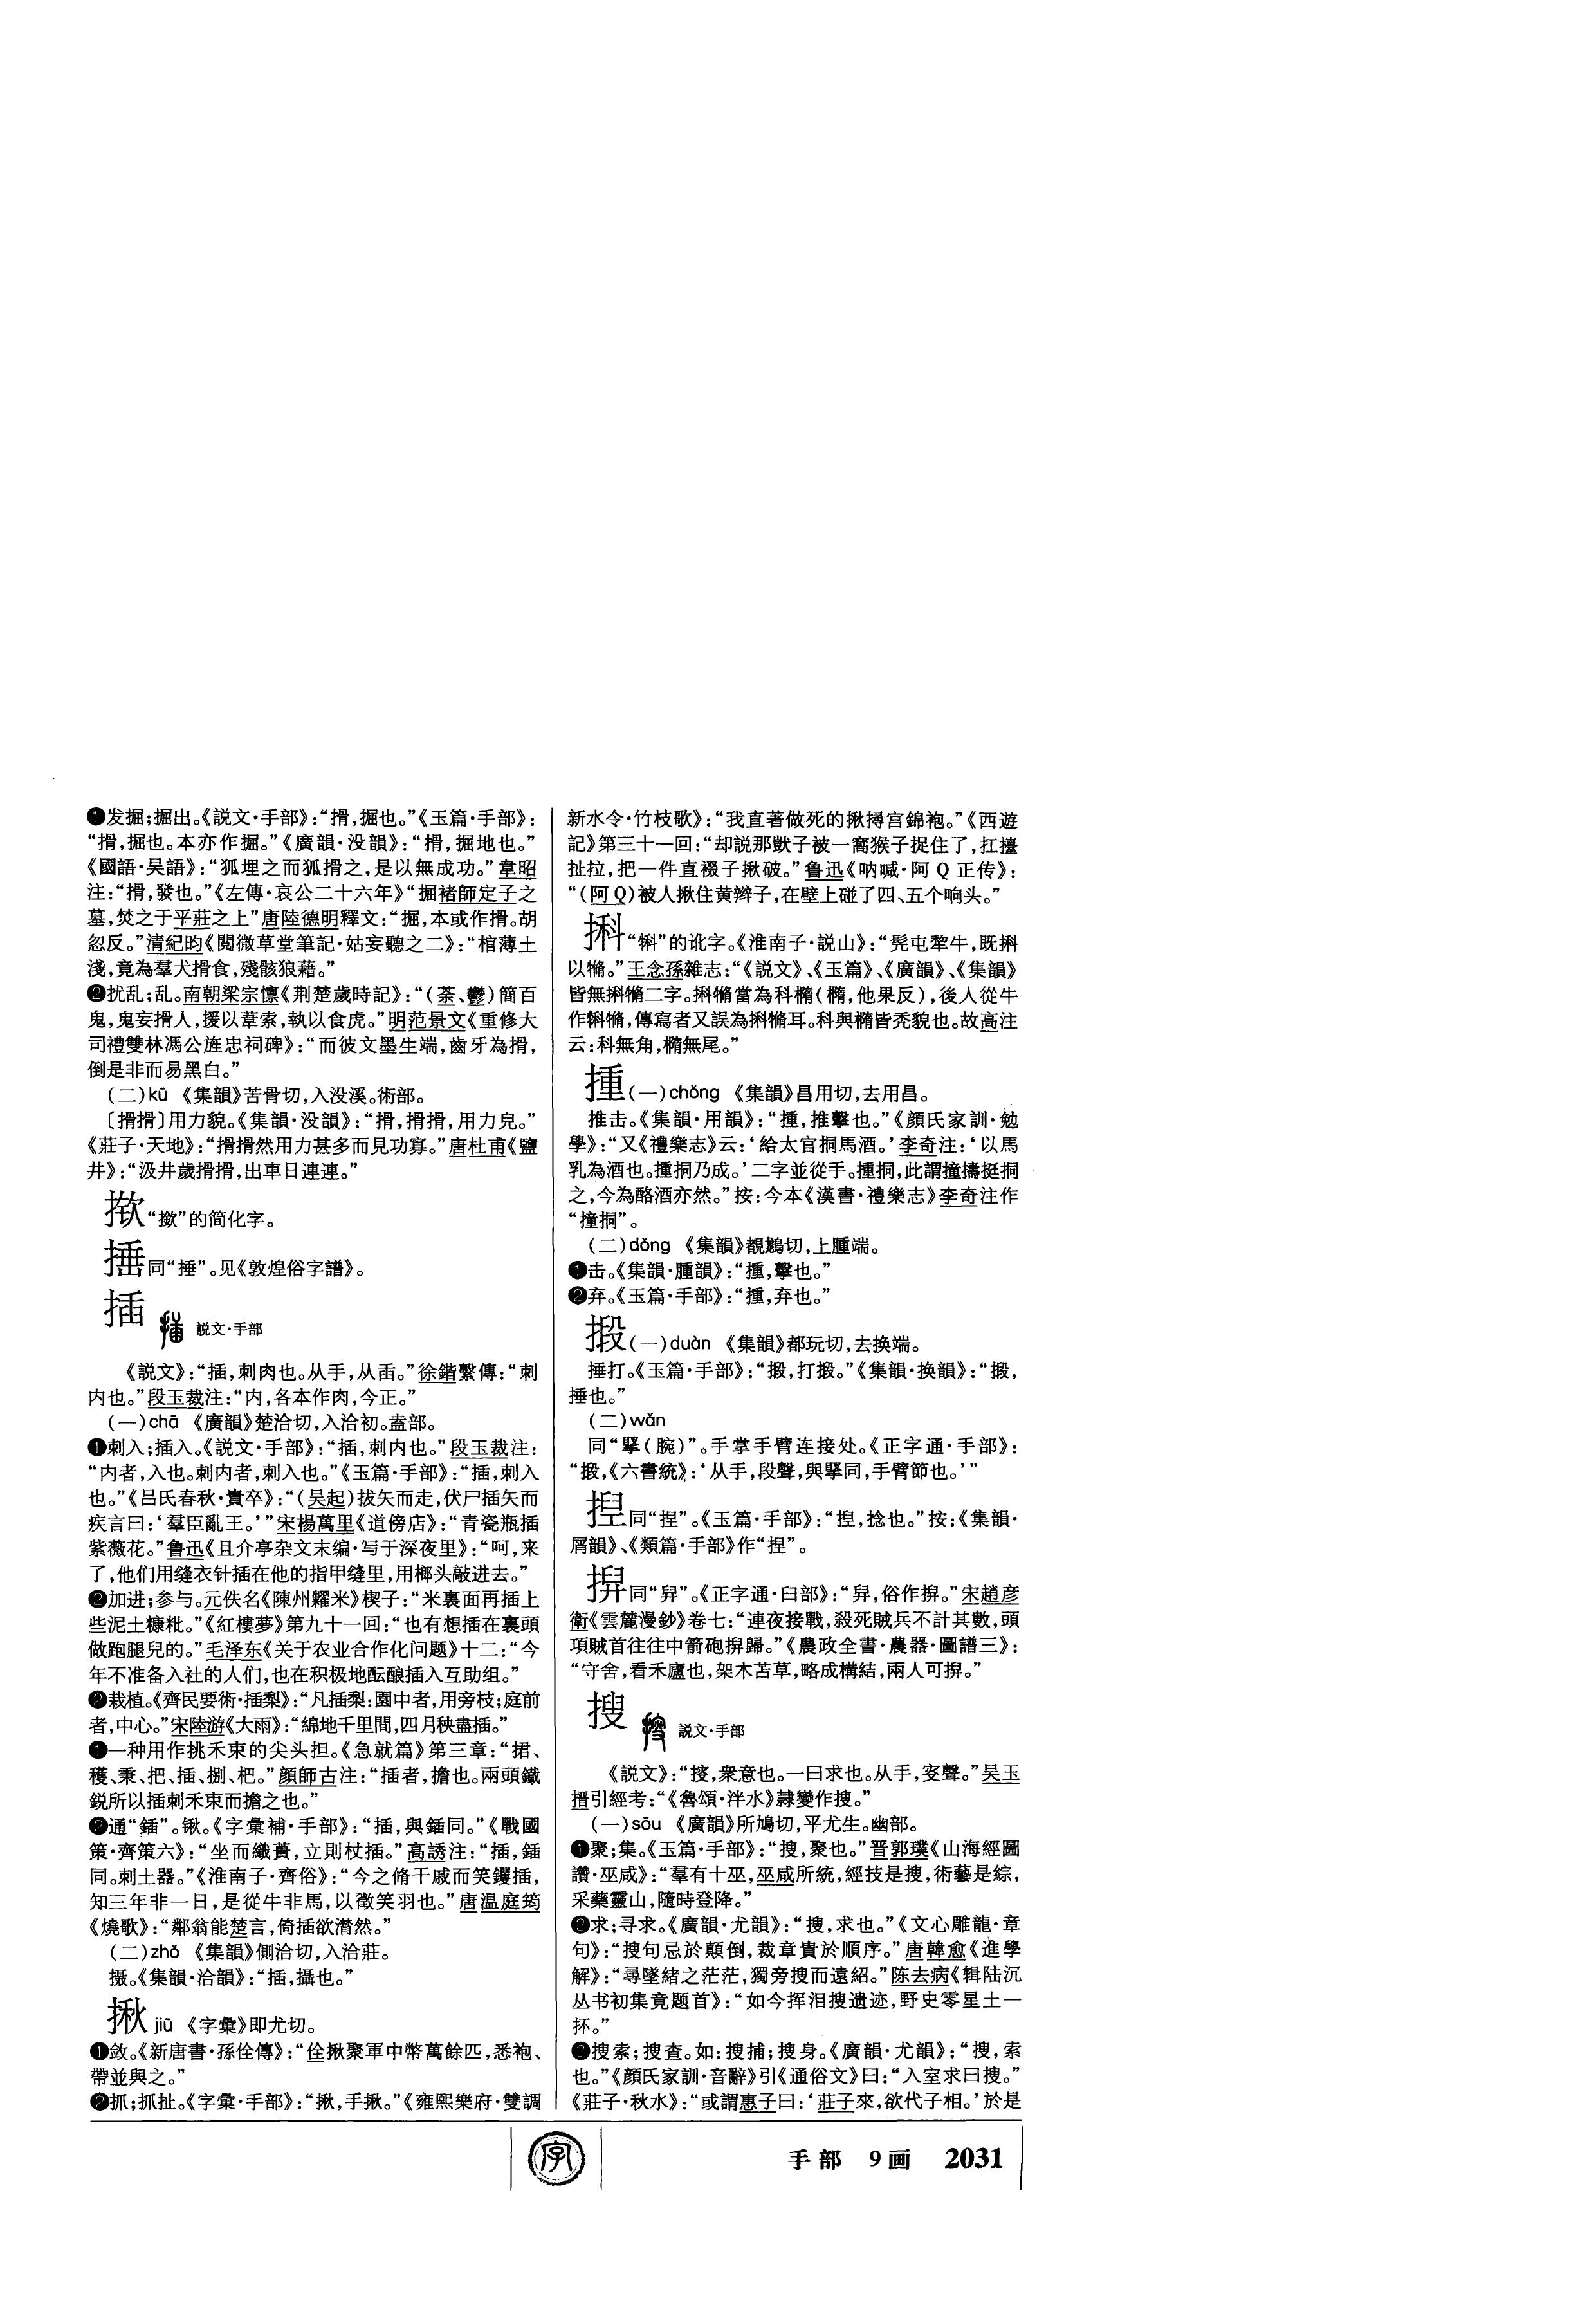 ❶发掘；掘出。《説文·手部》：“搰，掘也。”《玉篇·手部》：
“搰，掘也。本亦作掘。”《廣韻·没韻》：“搰，掘地也。”
《國語·吴語》：“狐埋之而狐搰之，是以無成功。”韋昭
注：“搰，發也。”《左傳·哀公二十六年》“掘褚師定子之
墓，焚之于平莊之上”唐陸德明釋文：“掘，本或作搰。胡
忽反。”清紀昀《閲微草堂筆記·姑妄聽之二》：“棺薄土
淺，竟為羣犬搰食，殘骸狼藉。”
❷扰乱；乱。南朝梁宗懔《荆楚歲時記》：“（荼、鬱）簡百
鬼，鬼妄搰人，援以葦索，執以食虎。”明范景文《重修大
司禮雙林馮公旌忠祠碑》：“而彼文墨生端，齒牙為搰，
倒是非而易黑白。”
（二）kū 《集韻》苦骨切，入没溪。術部。
〔搰搰〕用力貌。《集韻·没韻》：“搰，搰搰，用力皃。”
《莊子·天地》：“搰搰然用力甚多而見功寡。”唐杜甫《鹽
井》：“汲井歲搰搰，出車日連連。”
揿“撳”的简化字。
同“捶”。见《敦煌俗字譜》。
插 説文·手部
《説文》：“插，刺肉也。从手，从臿。”徐鍇繫傳：“刺
内也。”段玉裁注：“内，各本作肉，今正。”
（一）chā 《廣韻》楚洽切，入洽初。盍部。
❶刺入；插入。《説文·手部》：“插，刺内也。”段玉裁注：
“内者，入也。刺内者，刺入也。”《玉篇·手部》：“插，刺入
也。”《吕氏春秋·貴卒》：“（吴起）拔矢而走，伏尸插矢而
疾言曰：‘羣臣亂王。’”宋楊萬里《道傍店》：“青瓷瓶插
紫薇花。”鲁迅《且介亭杂文末编·写于深夜里》：“呵，来
了，他们用缝衣针插在他的指甲缝里，用榔头敲进去。”
❷加进；参与。元佚名《陳州糶米》楔子：“米裏面再插上
些泥土糠粃。”《紅樓夢》第九十一回：“也有想插在裏頭
做跑腿兒的。”毛泽东《关于农业合作化问题》十二：“今
年不准备入社的人们，也在积极地酝酿插入互助组。”
❷栽植。《齊民要術·插梨》：“凡插梨：園中者，用旁枝；庭前
者，中心。”宋陸游《大雨》：“綿地千里間，四月秧盡插。”
❶一种用作挑禾束的尖头担。《急就篇》第三章：“捃、
穫、秉、把、插、捌、杷。”顔師古注：“插者，擔也。兩頭鐵
鋭所以插刺禾束而擔之也。”
❷通“鍤”。锹。《字彙補·手部》：“插，與鍤同。”《戰國
策·齊策六》：“坐而織蕢，立則杖插。”高誘注：“插，鍤
同。刺土器。”《淮南子·齊俗》：“今之脩干戚而笑钁插，
知三年非一日，是從牛非馬，以徵笑羽也。”唐温庭筠
《燒歌》：“鄰翁能楚言，倚插欲潸然。”
（二）zhǎ 《集韻》側洽切，入洽莊。
摄。《集韻·洽韻》：“插，攝也。”
揪 jiū 《字彙》即尤切。
❶敛。《新唐書·孫佺傳》：“佺揪聚軍中幣萬餘匹，悉袍、
帶並與之。”
❷抓；抓扯。《字彙·手部》：“揪，手揪。”《雍熙樂府·雙調
新水令·竹枝歌》：“我直著做死的揪撏宫錦袍。”《西遊
記》第三十一回：“却説那獃子被一窩猴子捉住了，扛擡
扯拉，把一件直裰子揪破。”鲁迅《呐喊·阿Q正传》：
“（阿Q）被人揪住黄辫子，在壁上碰了四、五个响头。”
㨂“犐”的讹字。《淮南子·説山》：“髡屯犂牛，既㨂
以㸌。”王念孫雜志：“《説文》、《玉篇》、《廣韻》、《集韻》
皆無二字。當為科橢（橢，他果反），後人從牛
作，傳寫者又誤為耳。科與橢皆秃貌也。故高注
云：科無角，橢無尾。”
揰（一）chǒng 《集韻》昌用切，去用昌。
推击。《集韻·用韻》：“揰，推擊也。”《顔氏家訓·勉
學》：“又《禮樂志》云：‘給太官挏馬酒。’李奇注：‘以馬
乳為酒也。揰挏乃成。’二字並從手。揰挏，此謂撞擣挺挏
之，今為酪酒亦然。”按：今本《漢書·禮樂志》李奇注作
“撞挏”。
（二）dǒng 《集韻》覩鵽切，上腫端。
❶击。《集韻·腫韻》：“揰，擊也。”
❷弃。《玉篇·手部》：“揰，弃也。”
㨭（一）duàn 《集韻》都玩切，去换端。
捶打。《玉篇·手部》：“㨭，打㨭。”《集韻·换韻》：“㨭，
捶也。”
（二）wǎn
同“掔（腕）”。手掌手臂连接处。《正字通·手部》：
“㨭，《六書統》：‘从手，段聲，與掔同，手臂節也。’”
揑同“捏”。《玉篇·手部》：“揑，捻也。”按：《集韻·
屑韻》、《類篇·手部》作“捏”。
揜同“舁”。《正字通·臼部》：“舁，俗作。”宋趙彦
衛《雲麓漫鈔》卷七：“連夜接戰，殺死賊兵不計其數，頭
項賊首往往中箭砲歸。”《農政全書·農器·圖譜三》：
“守舍，看禾廬也，架木苫草，略成構結，兩人可。”
搜 説文·手部
《説文》：“㨙，衆意也。一曰求也。从手，叜聲。”吴玉
搢引經考：“《魯頌·泮水》隸變作搜。”
（一）sōu 《廣韻》所鳩切，平尤生。幽部。
❶聚；集。《玉篇·手部》：“搜，聚也。”晋郭璞《山海經圖
讚·巫咸》：“羣有十巫，巫咸所統，經技是搜，術藝是綜，
采藥靈山，隨時登降。”
❷求；寻求。《廣韻·尤韻》：“搜，求也。”《文心雕龍·章
句》：“搜句忌於顛倒，裁章貴於順序。”唐韓愈《進學
解》：“尋墜緒之茫茫，獨旁搜而遠紹。”陈去病《辑陆沉
丛书初集竟题首》：“如今挥泪搜遗迹，野史零星土一
抔。”
❷搜索；搜查。如：搜捕；搜身。《廣韻·尤韻》：“搜，索
也。”《顔氏家訓·音辭》引《通俗文》曰：“入室求曰搜。”
《莊子·秋水》：“或謂惠子曰：‘莊子來，欲代子相。’於是
字 手部 9画 2031